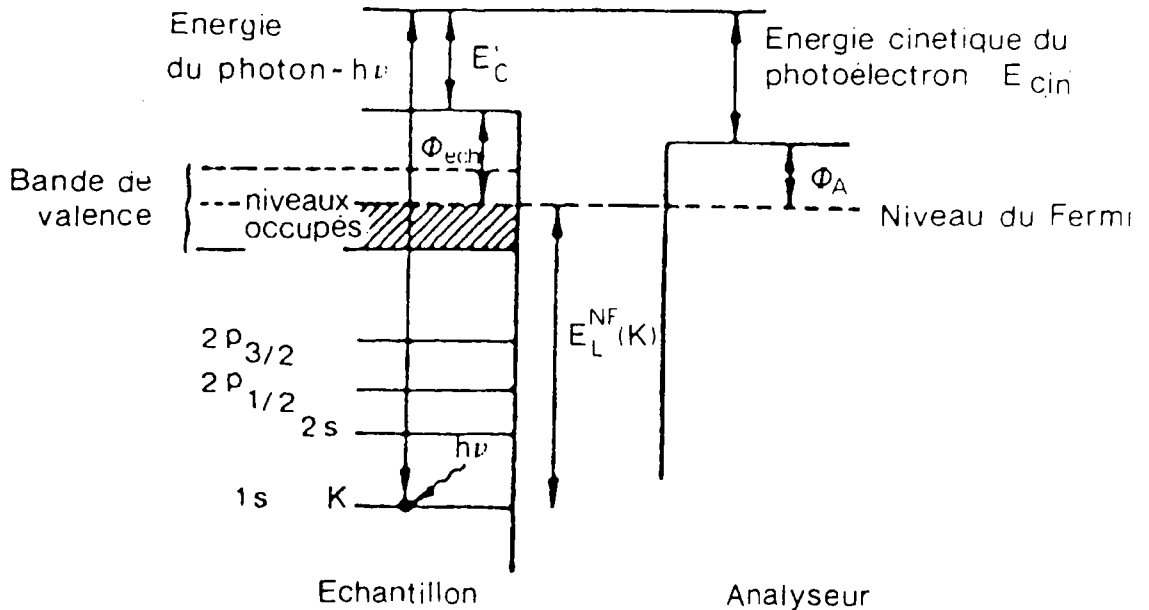 Energie
du photon-hν
E'C
Energie cinetique du
photoélectron E cin
Φech
ΦA
Bande de
valence
niveaux
occupés
Niveau du Fermi
E L NF (K)
2p3/2
2p1/2
2s
hν
1s K
Echantillon
Analyseur